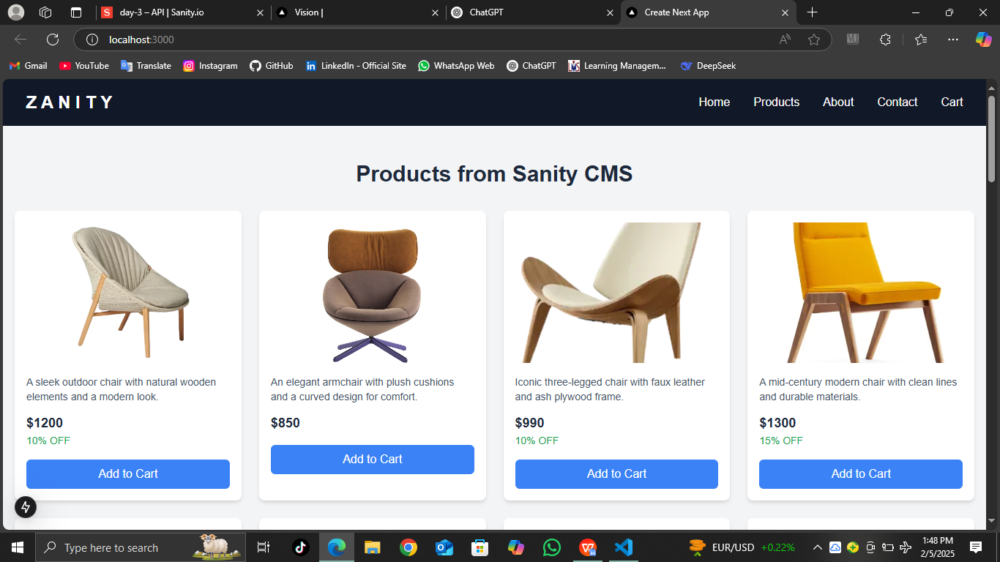 day-3 – API | Sanity.io
Vision |
ChatGPT
Create Next App
localhost:3000
Gmail
YouTube
Translate
Instagram
GitHub
LinkedIn - Official Site
WhatsApp Web
ChatGPT
Learning Managem...
DeepSeek
ZANITY
Home
Products
About
Contact
Cart
Products from Sanity CMS
A sleek outdoor chair with natural wooden
elements and a modern look.
$1200
10% OFF
Add to Cart
An elegant armchair with plush cushions
and a curved design for comfort.
$850
Add to Cart
Iconic three-legged chair with faux leather
and ash plywood frame.
$990
10% OFF
Add to Cart
A mid-century modern chair with clean lines
and durable materials.
$1300
15% OFF
Add to Cart
Type here to search
EUR/USD +0.22%
1:48 PM
2/5/2025